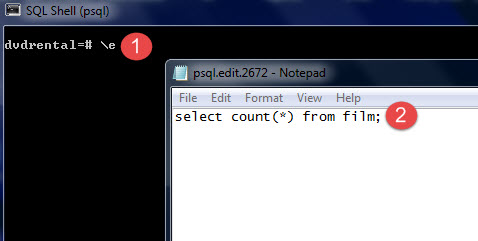 SQL Shell (psql)
dvdrental=# \e 1
psql.edit.2672 - Notepad
File Edit Format View Help
select count(*) from film; 2